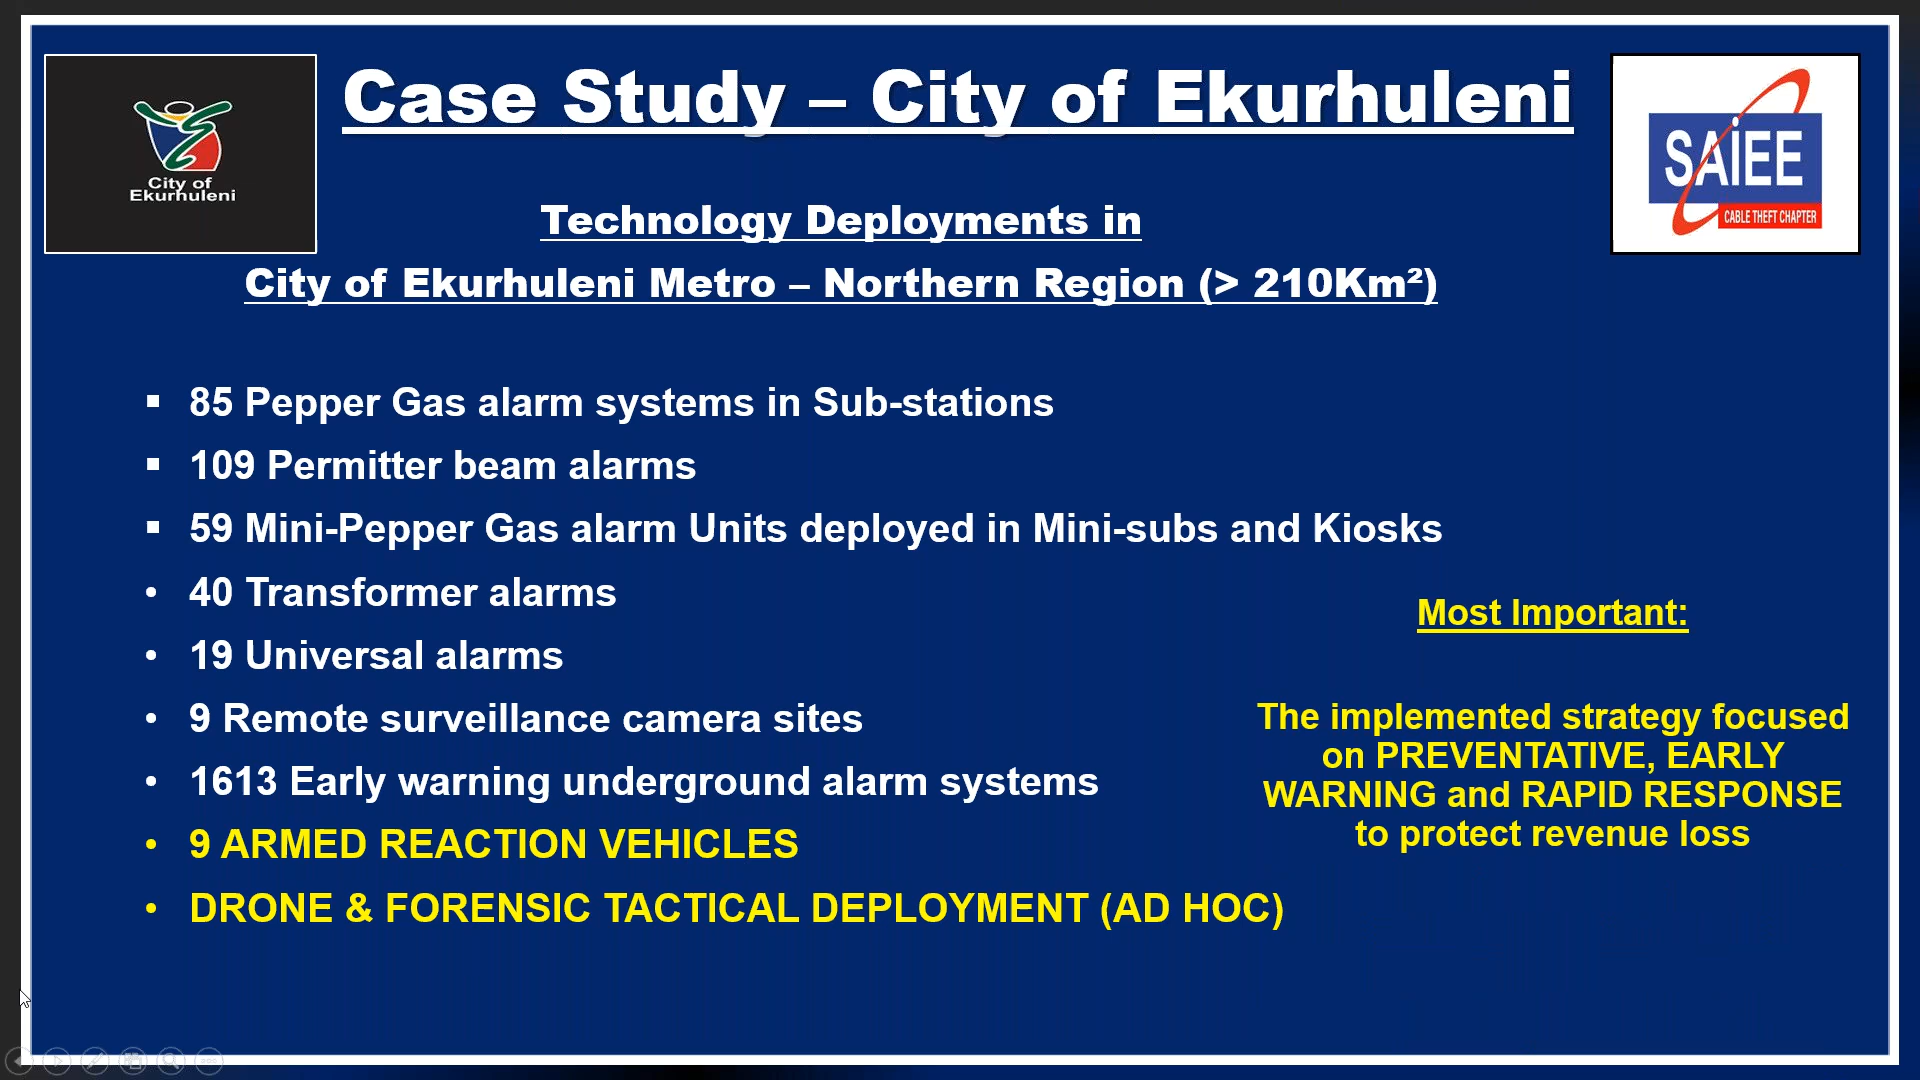 Case Study – City of Ekurhuleni
City of
Ekurhuleni
SAIEE
CABLE THEFT CHAPTER
Technology Deployments in
City of Ekurhuleni Metro – Northern Region (> 210Km²)
▪ 85 Pepper Gas alarm systems in Sub-stations
▪ 109 Permitter beam alarms
▪ 59 Mini-Pepper Gas alarm Units deployed in Mini-subs and Kiosks
• 40 Transformer alarms
• 19 Universal alarms
• 9 Remote surveillance camera sites
• 1613 Early warning underground alarm systems
• 9 ARMED REACTION VEHICLES
• DRONE & FORENSIC TACTICAL DEPLOYMENT (AD HOC)
Most Important:
The implemented strategy focused
on PREVENTATIVE, EARLY
WARNING and RAPID RESPONSE
to protect revenue loss